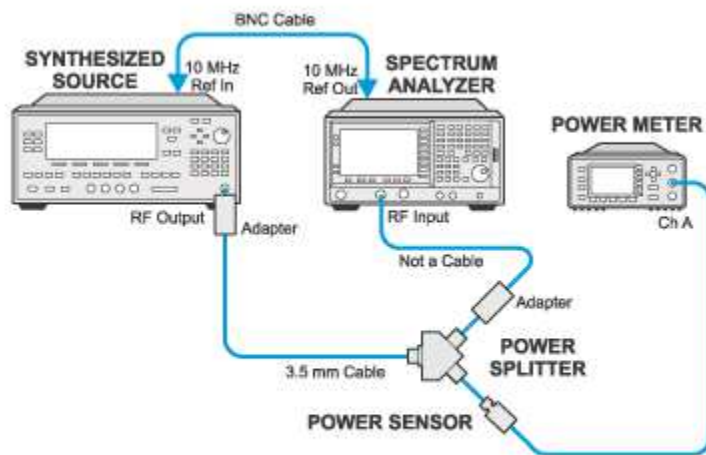 BNC Cable
SYNTHESIZED
SOURCE
10 MHz
Ref In
10 MHz
Ref Out
SPECTRUM
ANALYZER
POWER METER
RF Output
Adapter
RF Input
Ch A
Not a Cable
Adapter
3.5 mm Cable
POWER
SPLITTER
POWER SENSOR